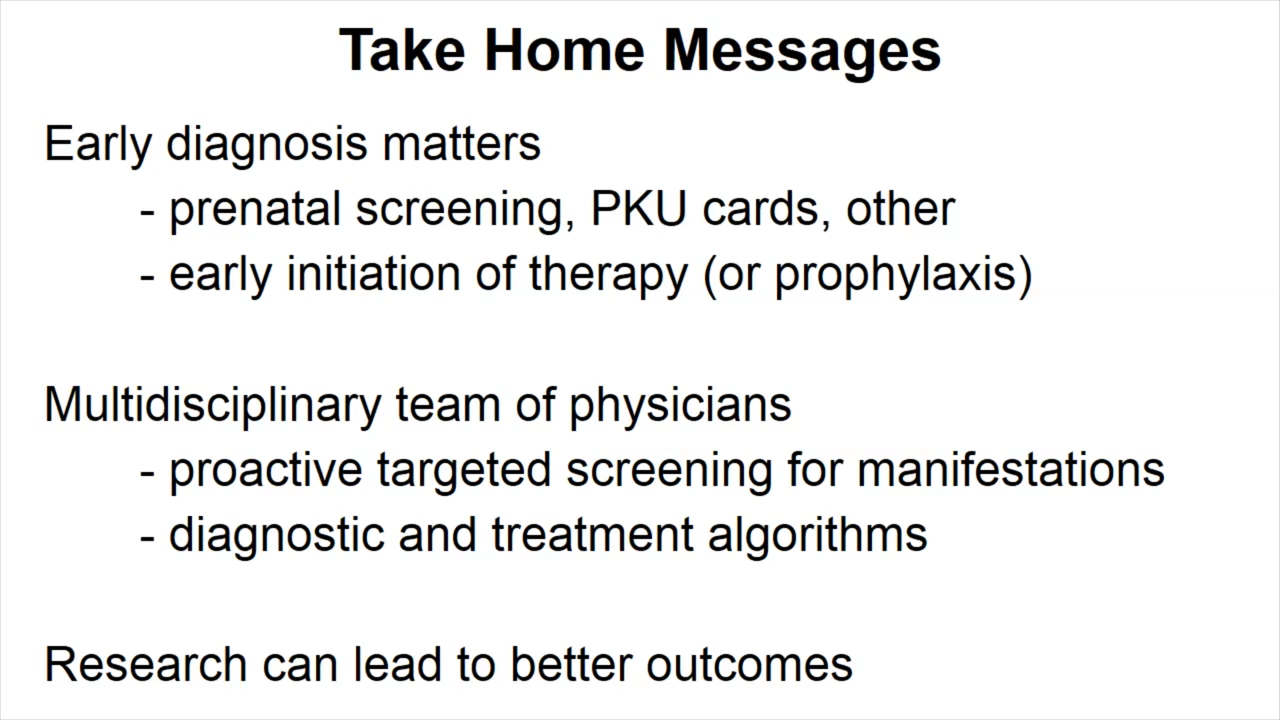 Take Home Messages
Early diagnosis matters
- prenatal screening, PKU cards, other
- early initiation of therapy (or prophylaxis)
Multidisciplinary team of physicians
- proactive targeted screening for manifestations
- diagnostic and treatment algorithms
Research can lead to better outcomes